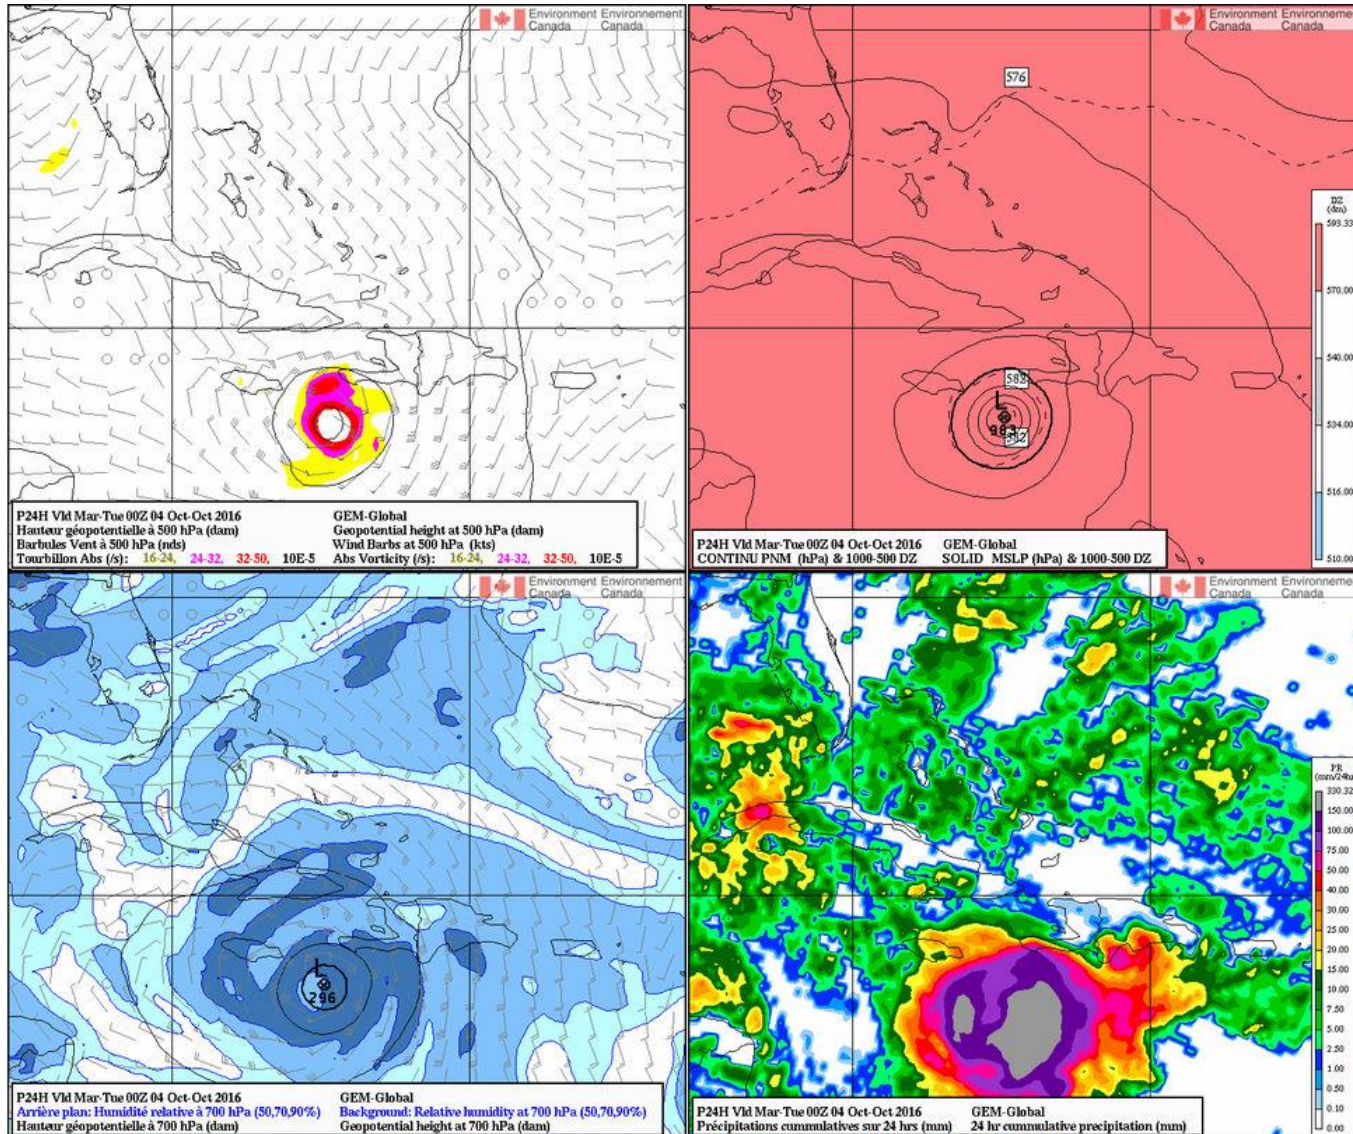 Environment Environnement
Canada Canada
P24H Vld Mar-Tue 00Z 04 Oct-Oct 2016 GEM-Global
Hauteur géopotentielle à 500 hPa (dam) Geopotential height at 500 hPa (dam)
Barbules Vent à 500 hPa (nds) Wind Barbs at 500 hPa (kts)
Tourbillon Abs (/s): 16-24, 24-32, 32-50, 10E-5 Abs Vorticity (/s): 16-24, 24-32, 32-50, 10E-5
Environment Environneme
Canada Canada
576
582
L
983
582
DZ
(dm)
593.33
570.00
540.00
534.00
516.00
510.00
P24H Vld Mar-Tue 00Z 04 Oct-Oct 2016 GEM-Global
CONTINU PNM (hPa) & 1000-500 DZ SOLID MSLP (hPa) & 1000-500 DZ
Environment Environnement
Canada Canada
L
296
P24H Vld Mar-Tue 00Z 04 Oct-Oct 2016 GEM-Global
Arrière plan: Humidité relative à 700 hPa (50,70,90%) Background: Relative humidity at 700 hPa (50,70,90%)
Hauteur géopotentielle à 700 hPa (dam) Geopotential height at 700 hPa (dam)
Environment Environneme
Canada Canada
PR
(mm/24h
330.32
150.00
100.00
75.00
50.00
40.00
30.00
25.00
20.00
15.00
10.00
7.50
5.00
2.50
1.00
0.50
0.10
0.00
P24H Vld Mar-Tue 00Z 04 Oct-Oct 2016 GEM-Global
Précipitations cummulatives sur 24 hrs (mm) 24 hr cummulative precipitation (mm)